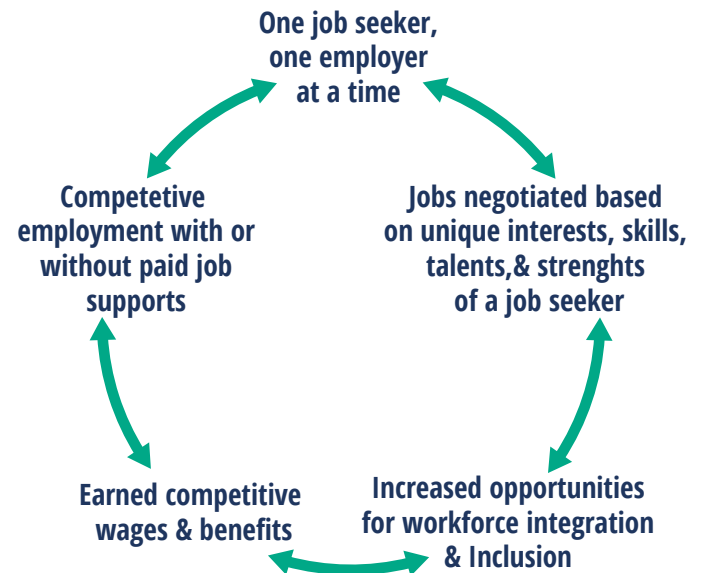 One job seeker,
one employer
at a time
Jobs negotiated based
on unique interests, skills,
talents,& strenghts
of a job seeker
Increased opportunities
for workforce integration
& Inclusion
Earned competitive
wages & benefits
Competetive
employment with or
without paid job
supports